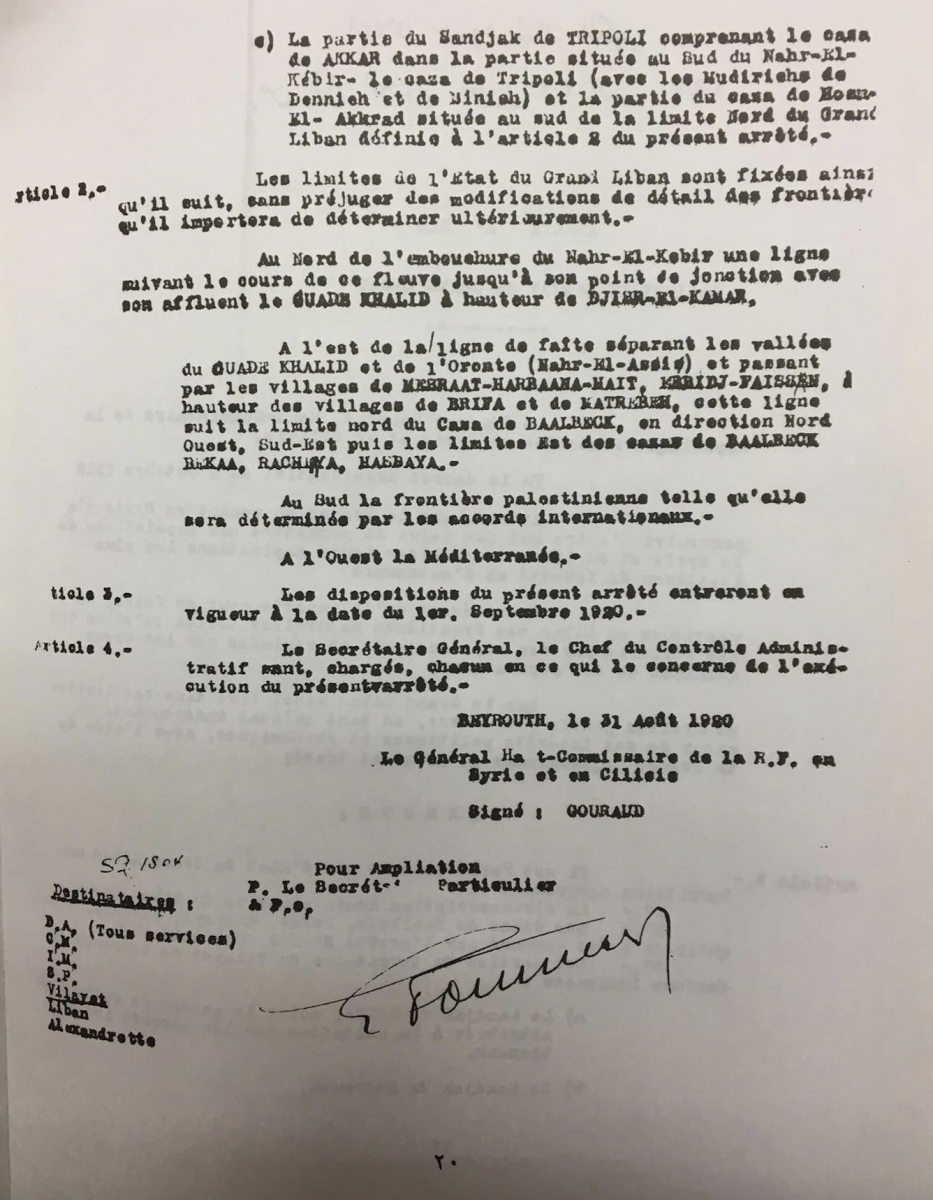 e) La partie du Sandjak de TRIPOLI comprenant le caza
de AKKAR dans la partie située au Sud du Nahr-El-
Kébir- le caza de Tripoli (avec les Mudiriehs de
Dennieh et de Minieh) et la partie du caza de Hosn-
El- Akkrad située au sud de la limite Nord du Grand
Liban définie à l'article 2 du présent arrêté.-
rticle 2.- Les limites de l'Etat du Grand Liban sont fixées ainsi
qu'il suit, sans préjuger des modifications de détail des frontièr
qu'il importera de déterminer ultérieurement.-
Au Nord de l'embouchure du Nahr-El-Kebir une ligne
suivant le cours de ce fleuve jusqu'à son point de jonction avec
son affluent le OUADE KHALID à hauteur de DJISR-El-KAMAR.
A l'est de la/ligne de faîte séparant les vallées
du OUADE KHALID et de l'Oronte (Nahr-El-Assi) et passant
par les villages de MESRAAT-HARBAANA-HAIT, à
hauteur des villages de BRIFA et de MATREBEH, cette ligne
suit la limite nord du Caza de BAALBECK, en direction Nord
Ouest, Sud-Est puis les limites Est des cazas de BAALBECK
BEKAA, RACHAYA, HASBAYA.-
Au Sud la frontière palestinienne telle qu'elle
sera déterminée par les accords internationaux.-
A l'Ouest la Méditerranée.-
ticle 3.- Les dispositions du présent arrêté entreront en
vigueur à la date du 1er. Septembre 1920.-
Article 4.- Le Secrétaire Général, le Chef du Contrôle Adminis-
tratif sont, chargés, chacun en ce qui le concerne de l'exé-
cution du présentvarrêté.-
BEYROUTH, le 31 Août 1920
Le Général Ha t-Commissaire de la R.F. en
Syrie et en Cilicie
Signé : GOURAUD
Pour Ampliation
P. Le Secrét Particulier
& P.O.
Destinataires :
D.A. (Tous services)
C.M.
I.M.
S.P.
Vilayet
Liban
Alexandrette
٢٠